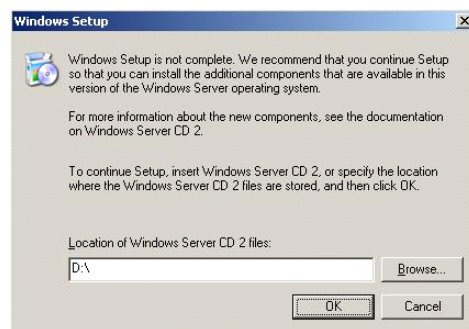 Windows Setup
Windows Setup is not complete. We recommend that you continue Setup
so that you can install the additional components that are available in this
version of the Windows Server operating system.
For more information about the new components, see the documentation
on Windows Server CD 2.
To continue Setup, insert Windows Server CD 2, or specify the location
where the Windows Server CD 2 files are stored, and then click OK.
Location of Windows Server CD 2 files:
D:\
Browse...
OK
Cancel